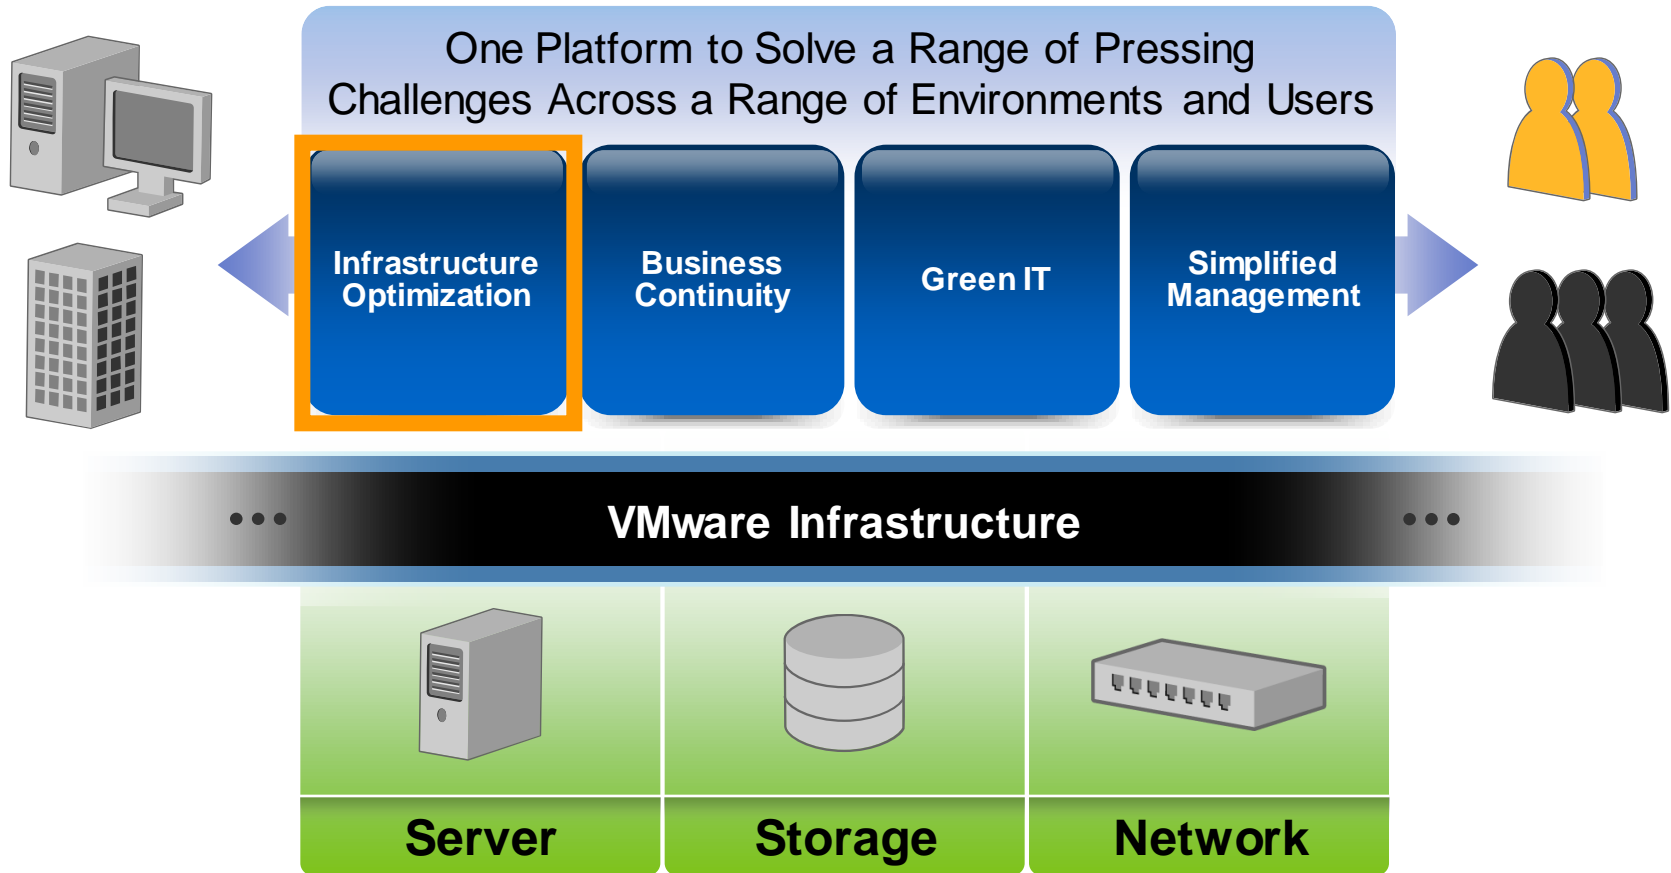 One Platform to Solve a Range of Pressing
Challenges Across a Range of Environments and Users
Infrastructure
Optimization
Business
Continuity
Green IT
Simplified
Management
... VMware Infrastructure ...
Server
Storage
Network